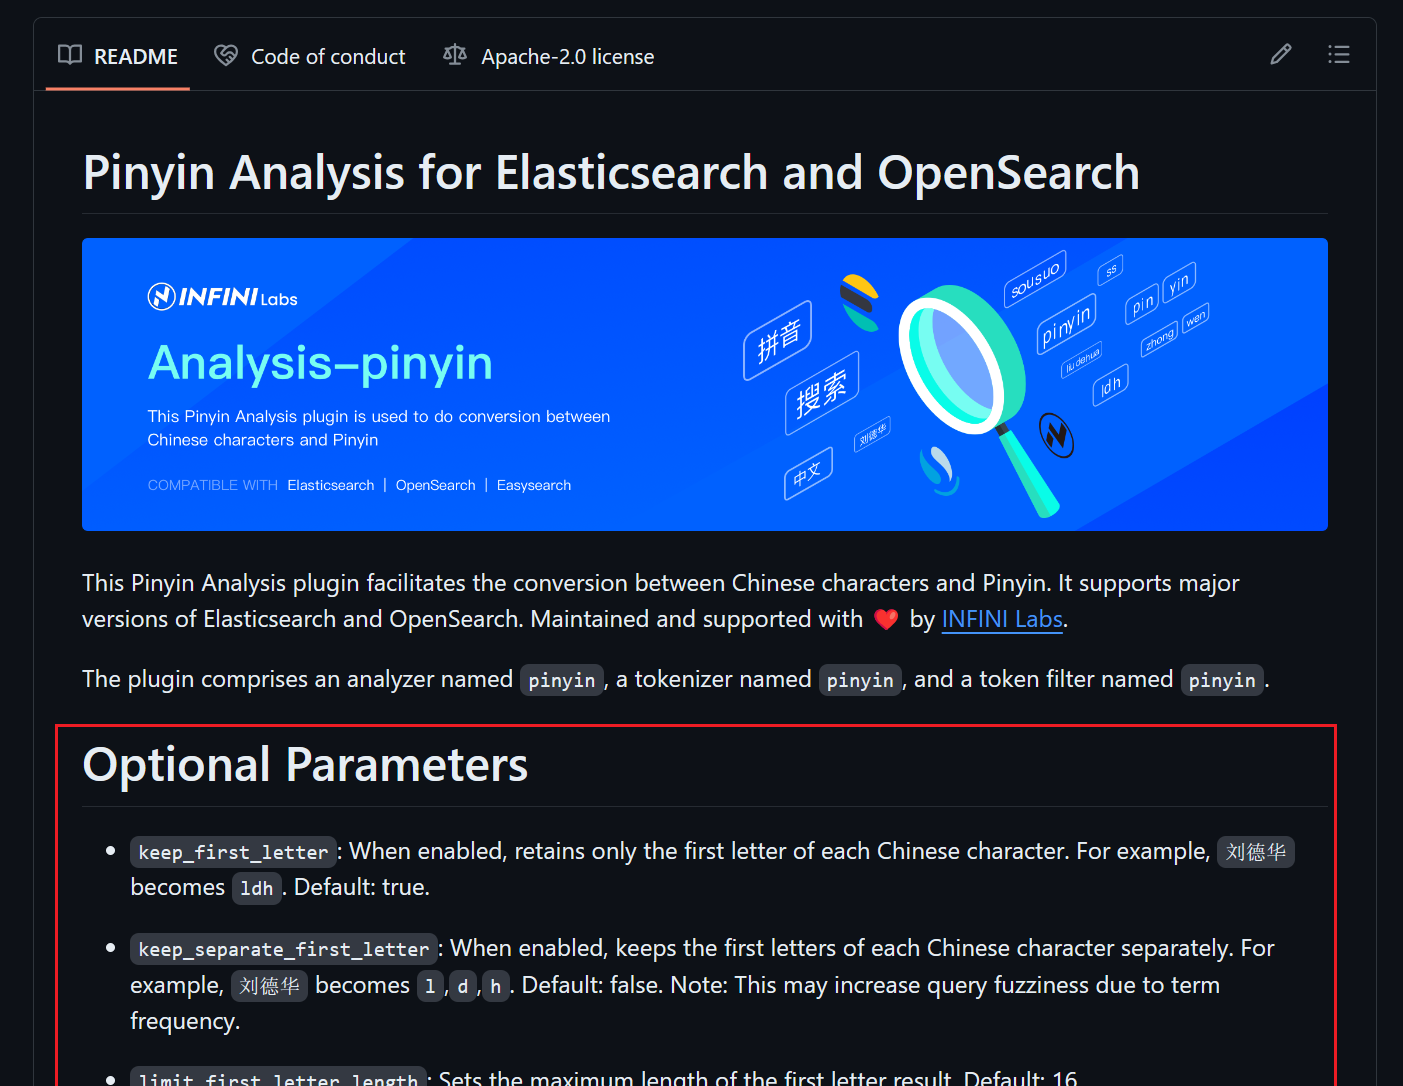 README
Code of conduct
Apache-2.0 license
Pinyin Analysis for Elasticsearch and OpenSearch
INFINI Labs
Analysis-pinyin
This Pinyin Analysis plugin is used to do conversion between
Chinese characters and Pinyin
COMPATIBLE WITH Elasticsearch | OpenSearch | Easysearch
拼音
搜索
刘德华
中文
sousuo
ss
pinyin
pin
yin
liu dehua
zhong
wen
ldh
This Pinyin Analysis plugin facilitates the conversion between Chinese characters and Pinyin. It supports major
versions of Elasticsearch and OpenSearch. Maintained and supported with ❤️ by INFINI Labs.
The plugin comprises an analyzer named pinyin, a tokenizer named pinyin, and a token filter named pinyin.
Optional Parameters
keep_first_letter: When enabled, retains only the first letter of each Chinese character. For example, 刘德华
becomes ldh. Default: true.
keep_separate_first_letter: When enabled, keeps the first letters of each Chinese character separately. For
example, 刘德华 becomes l,d,h. Default: false. Note: This may increase query fuzziness due to term
frequency.
limit_first_letter_length: Sets the maximum length of the first letter result. Default: 16